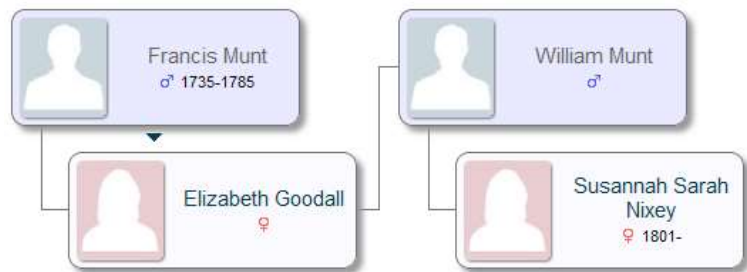 Francis Munt
♂ 1735-1785
William Munt
♂
Elizabeth Goodall
♀
Susannah Sarah
Nixey
♀ 1801-